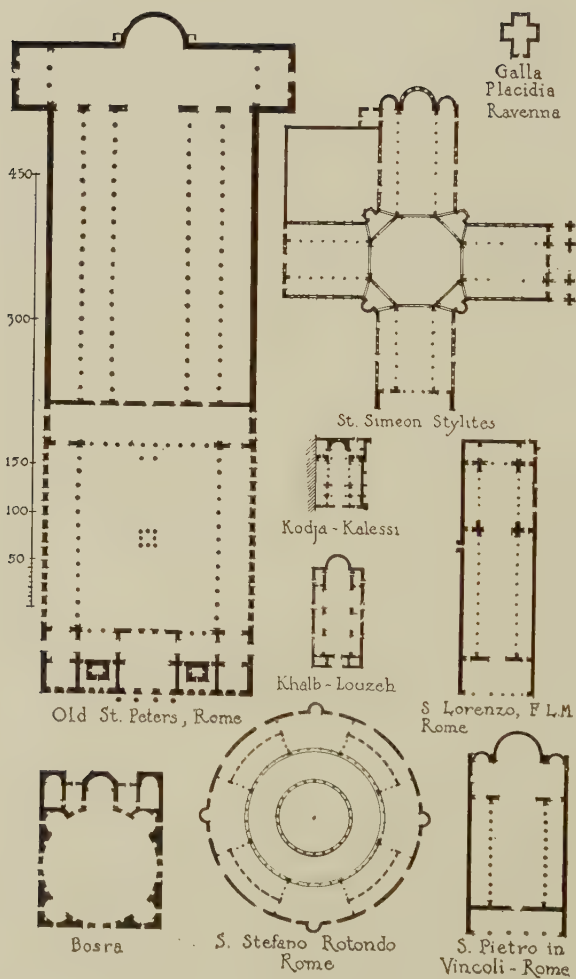 Galla
Placidia
Ravenna
450
300
150
100
50
St. Simeon Stylites
Kodja - Kalessi
Khalb - Louzeh
Old St. Peters, Rome
S Lorenzo, F L.M.
Rome
Bosra
S. Stefano Rotondo
Rome
S. Pietro in
Vincoli - Rome